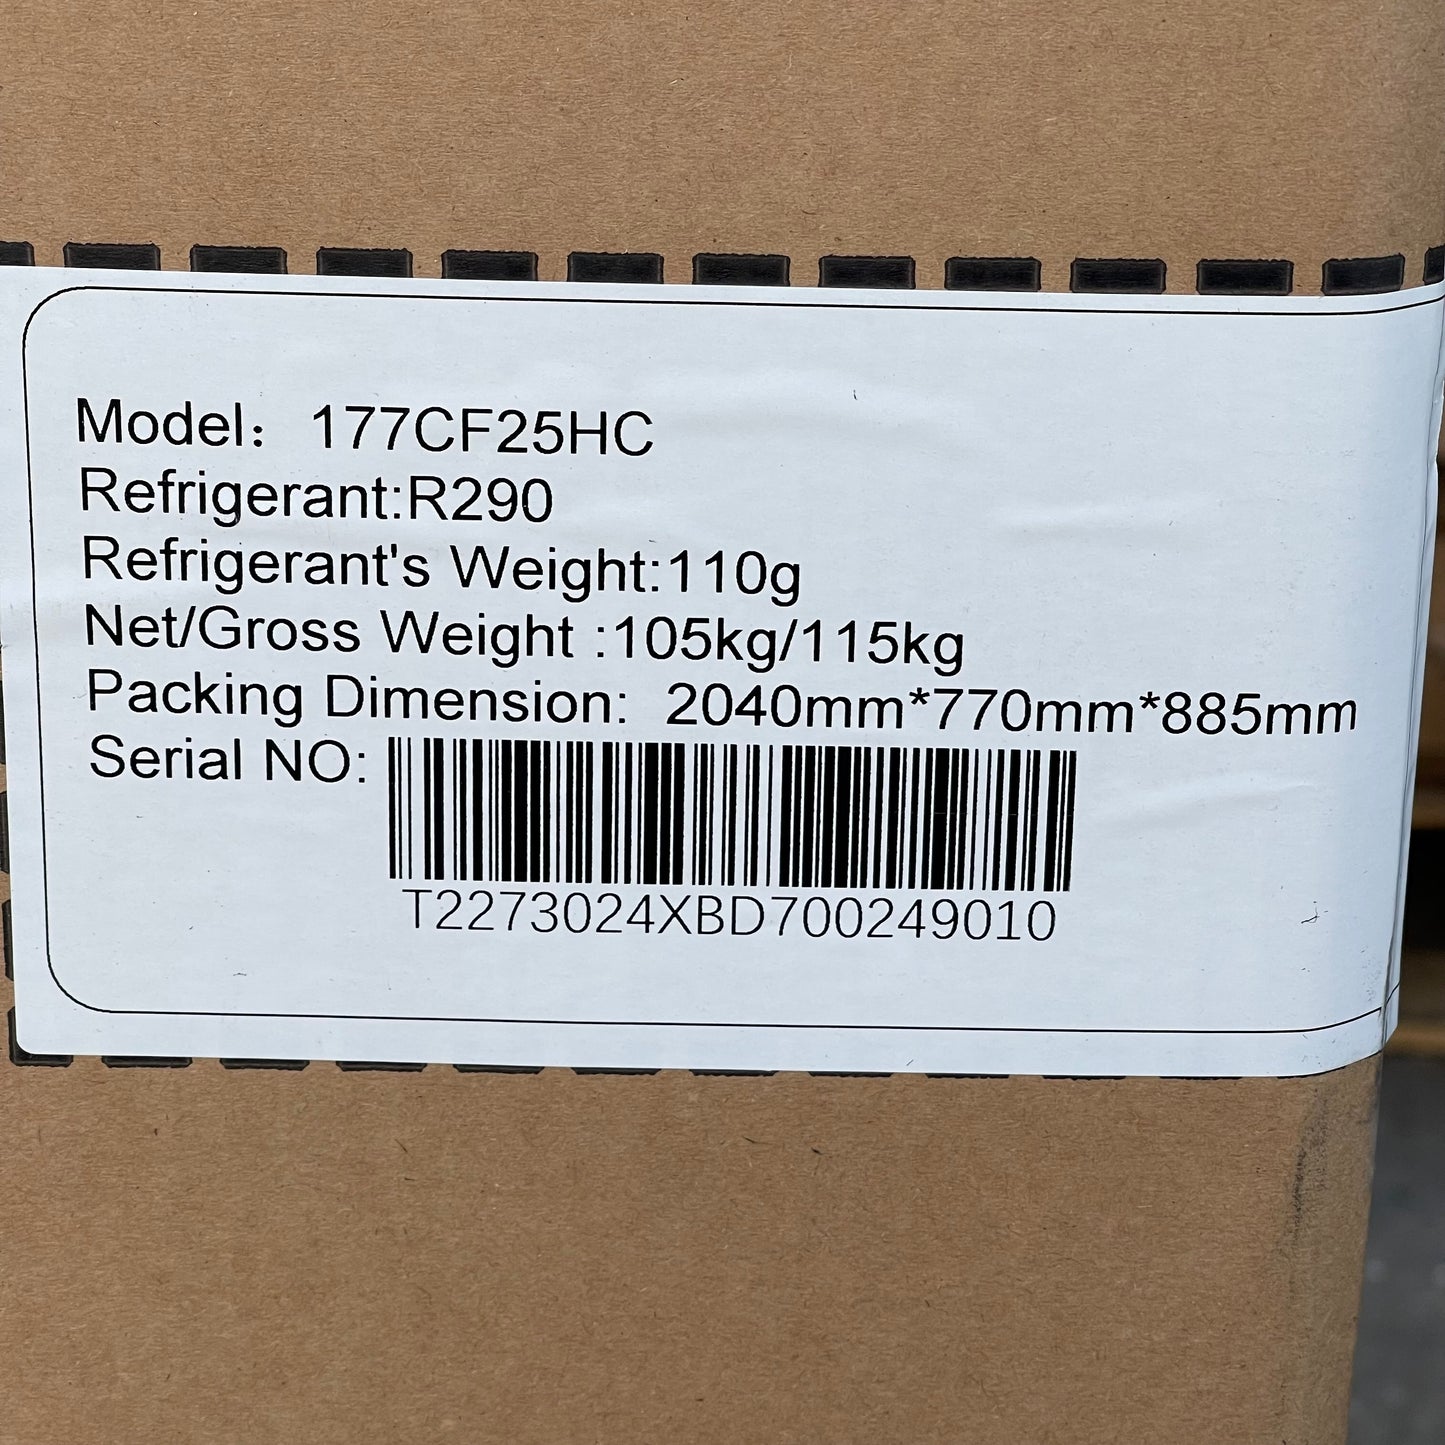 Model： 177CF25HC
Refrigerant:R290
Refrigerant's Weight:110g
Net/Gross Weight :105kg/115kg
Packing Dimension:  2040mm*770mm*885mm
Serial NO:
T2273024XBD700249010